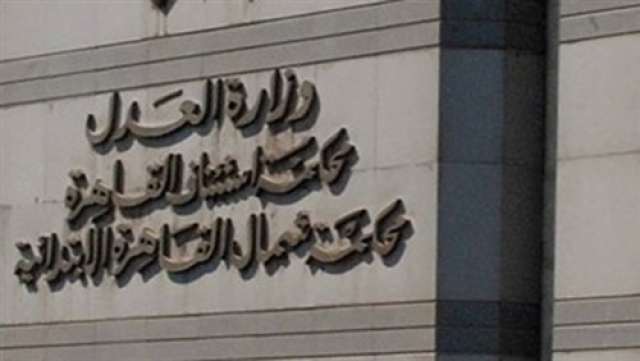 وزارة العدل
محكمة استئناف القاهرة
محكمة شمال القاهرة الابتدائية